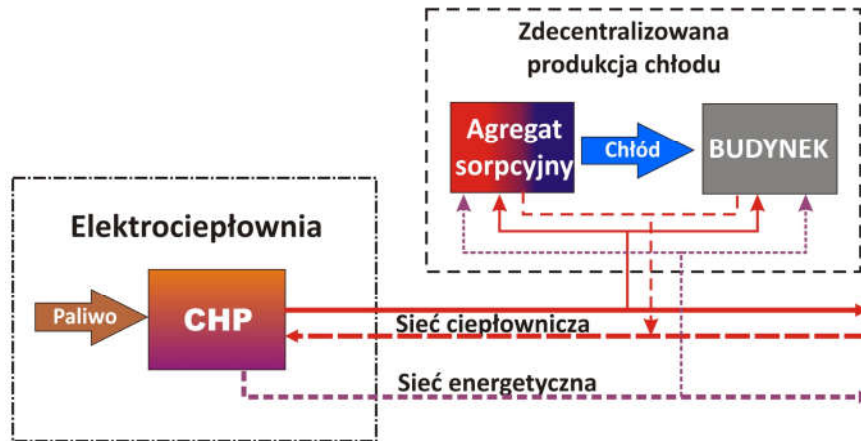 Zdecentralizowana
produkcja chłodu
Agregat
sorpcyjny
Chłód
BUDYNEK
Elektrociepłownia
Paliwo
CHP
Sieć ciepłownicza
Sieć energetyczna